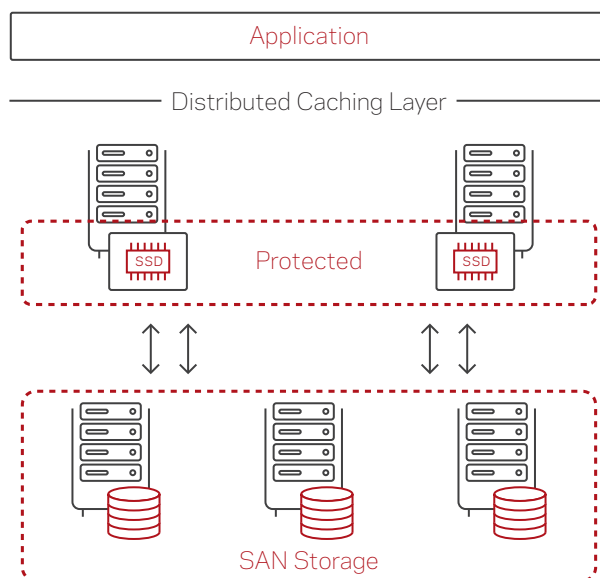 Application
Distributed Caching Layer
SSD
Protected
SSD
SAN Storage